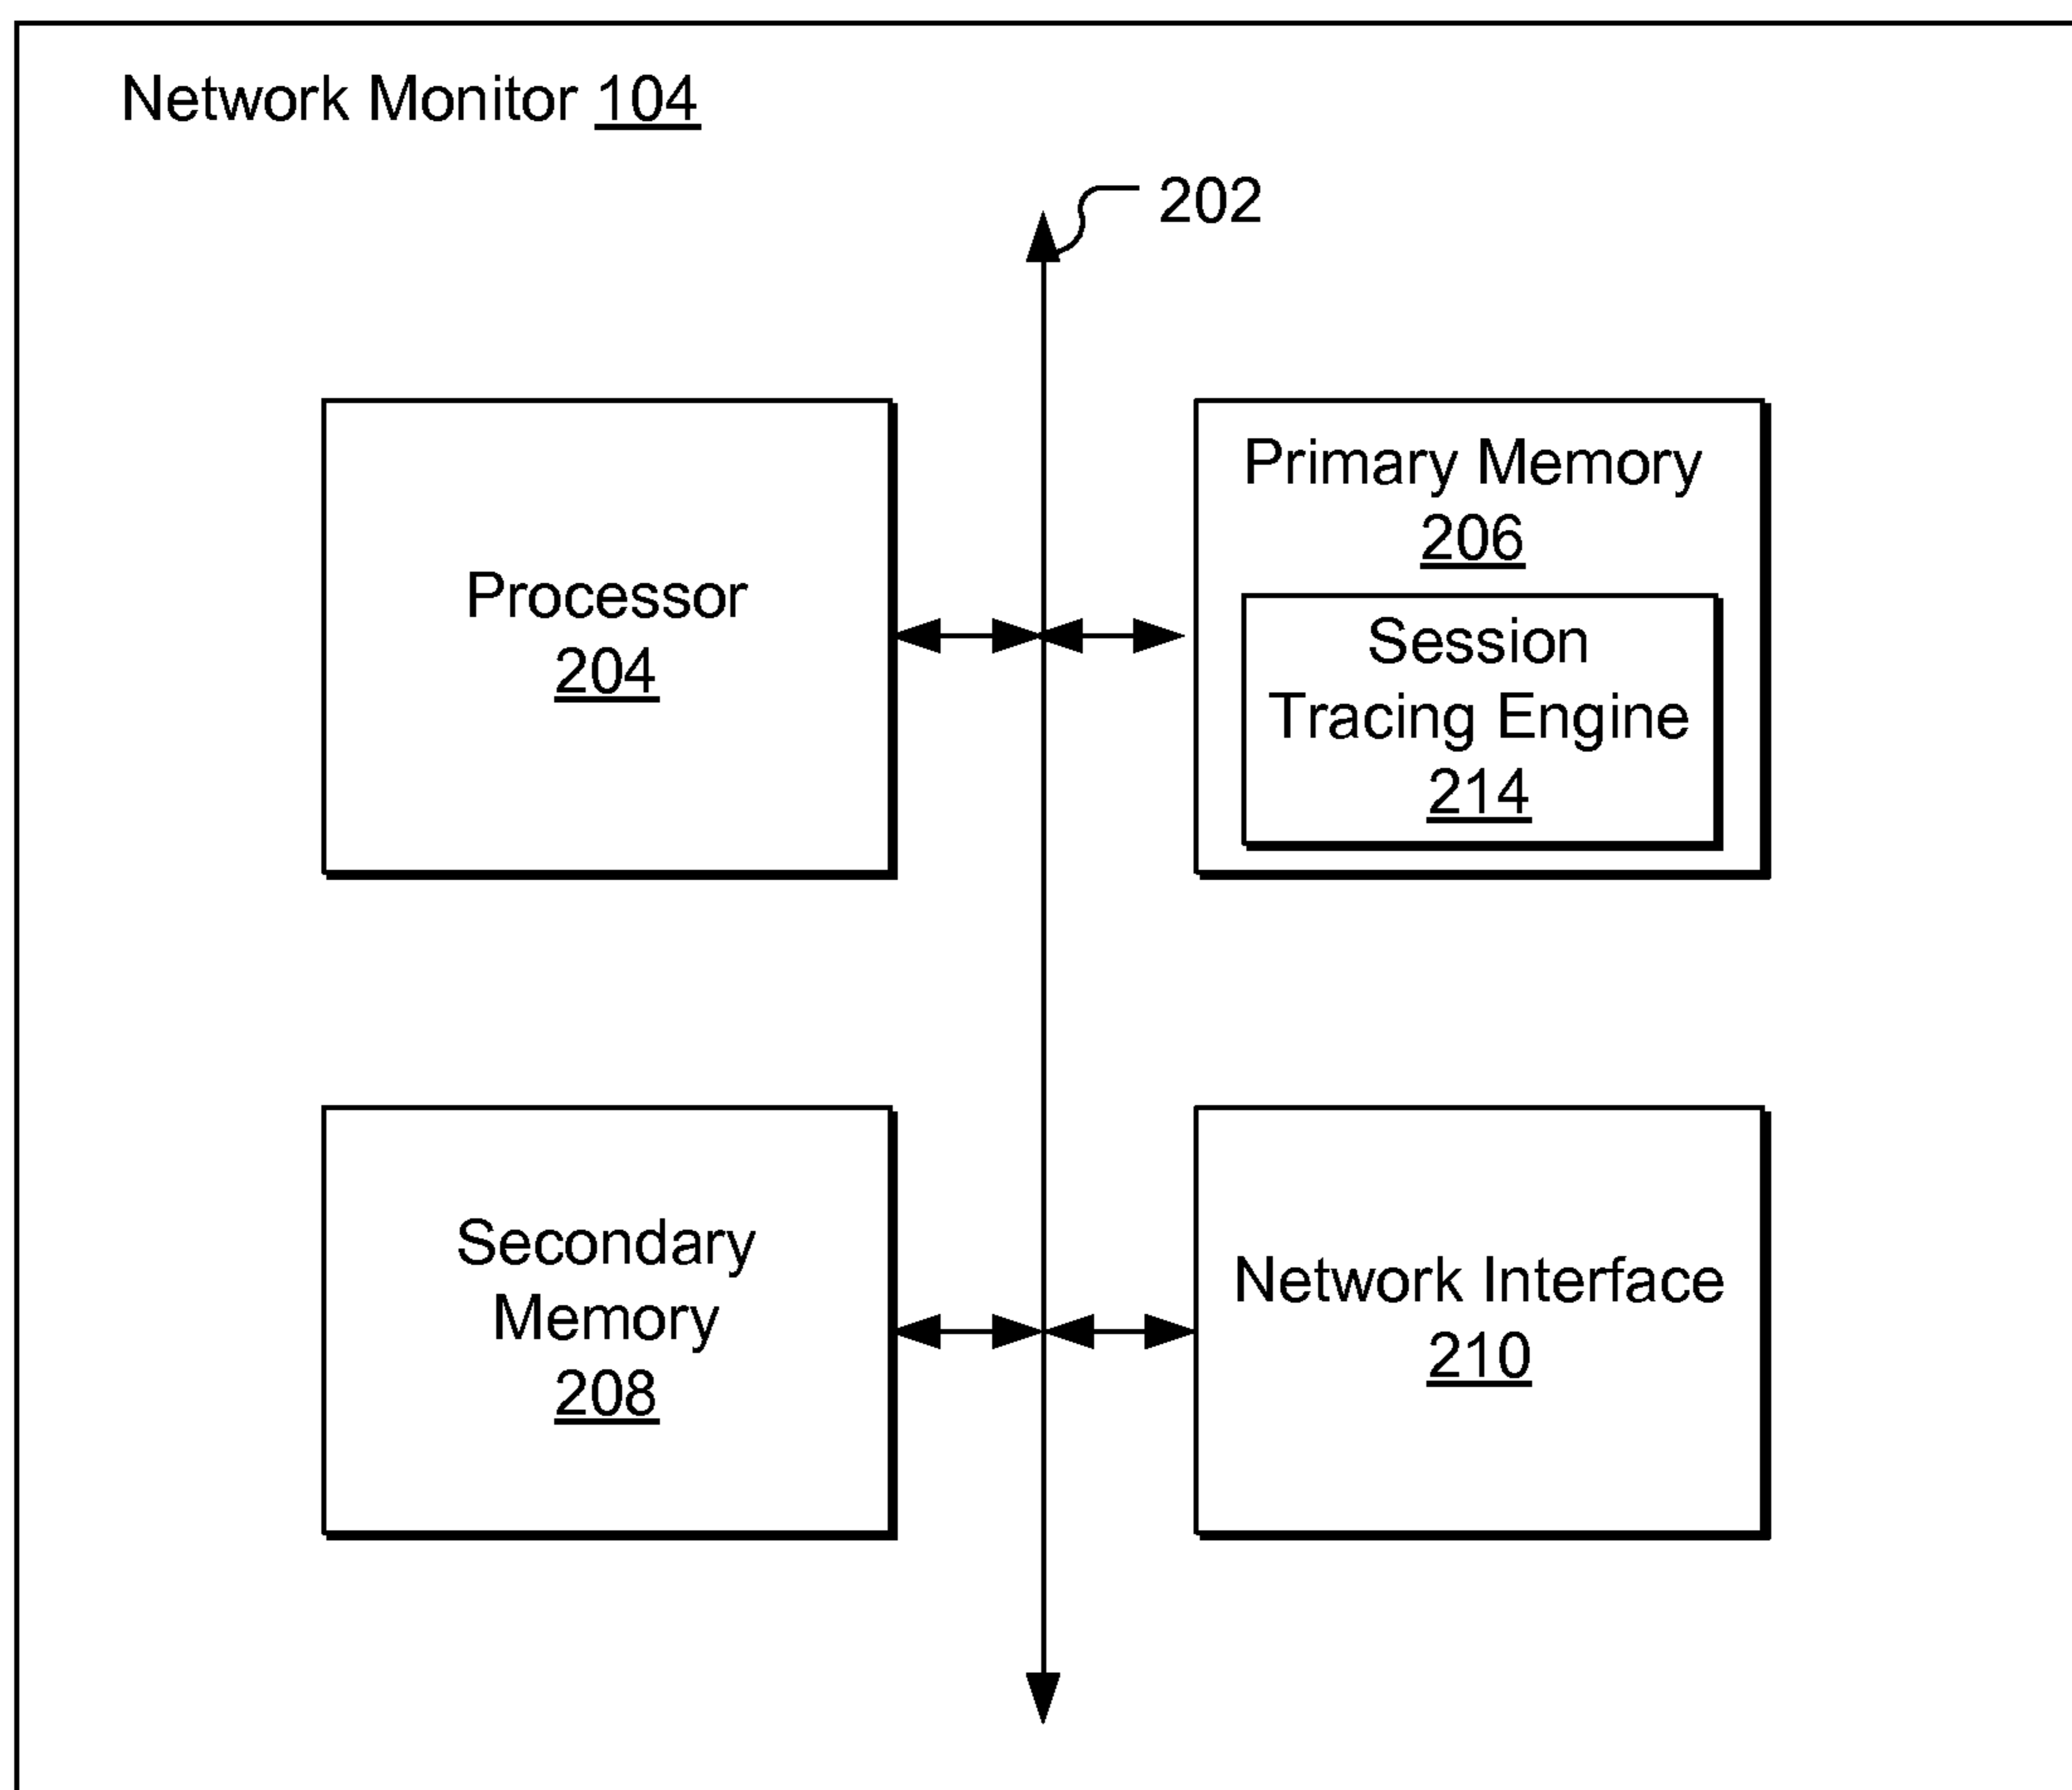 Network Monitor 104
202
Processor
204
Primary Memory
206
Session
Tracing Engine
214
Secondary
Memory
208
Network Interface
210